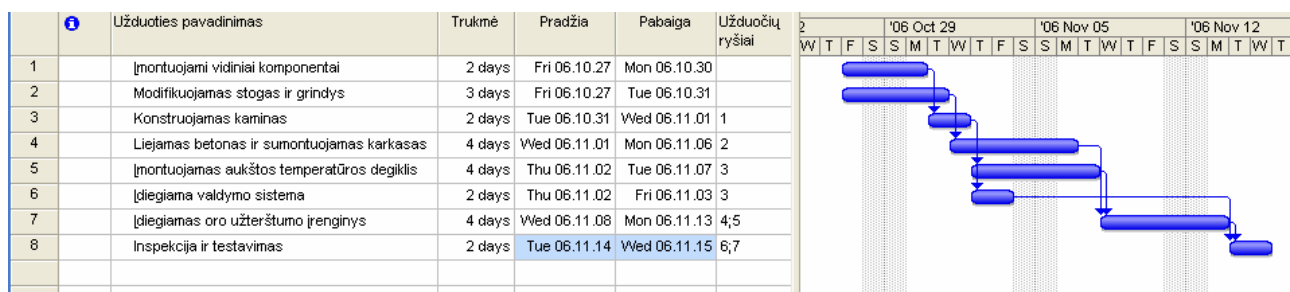 Užduoties pavadinimas Trukmė Pradžia Pabaiga Užduočių ryšiai
2 '06 Oct 29 '06 Nov 05 '06 Nov 12
W T F S S M T W T F S S M T W T F S S M T W T
1 Įmontuojami vidiniai komponentai 2 days Fri 06.10.27 Mon 06.10.30
2 Modifikuojamas stogas ir grindys 3 days Fri 06.10.27 Tue 06.10.31
3 Konstruojamas kaminas 2 days Tue 06.10.31 Wed 06.11.01 1
4 Liejamas betonas ir sumontuojamas karkasas 4 days Wed 06.11.01 Mon 06.11.06 2
5 Įmontuojamas aukštos temperatūros degiklis 4 days Thu 06.11.02 Tue 06.11.07 3
6 Įdiegiama valdymo sistema 2 days Thu 06.11.02 Fri 06.11.03 3
7 Įdiegiamas oro užterštumo įrenginys 4 days Wed 06.11.08 Mon 06.11.13 4;5
8 Inspekcija ir testavimas 2 days Tue 06.11.14 Wed 06.11.15 6;7